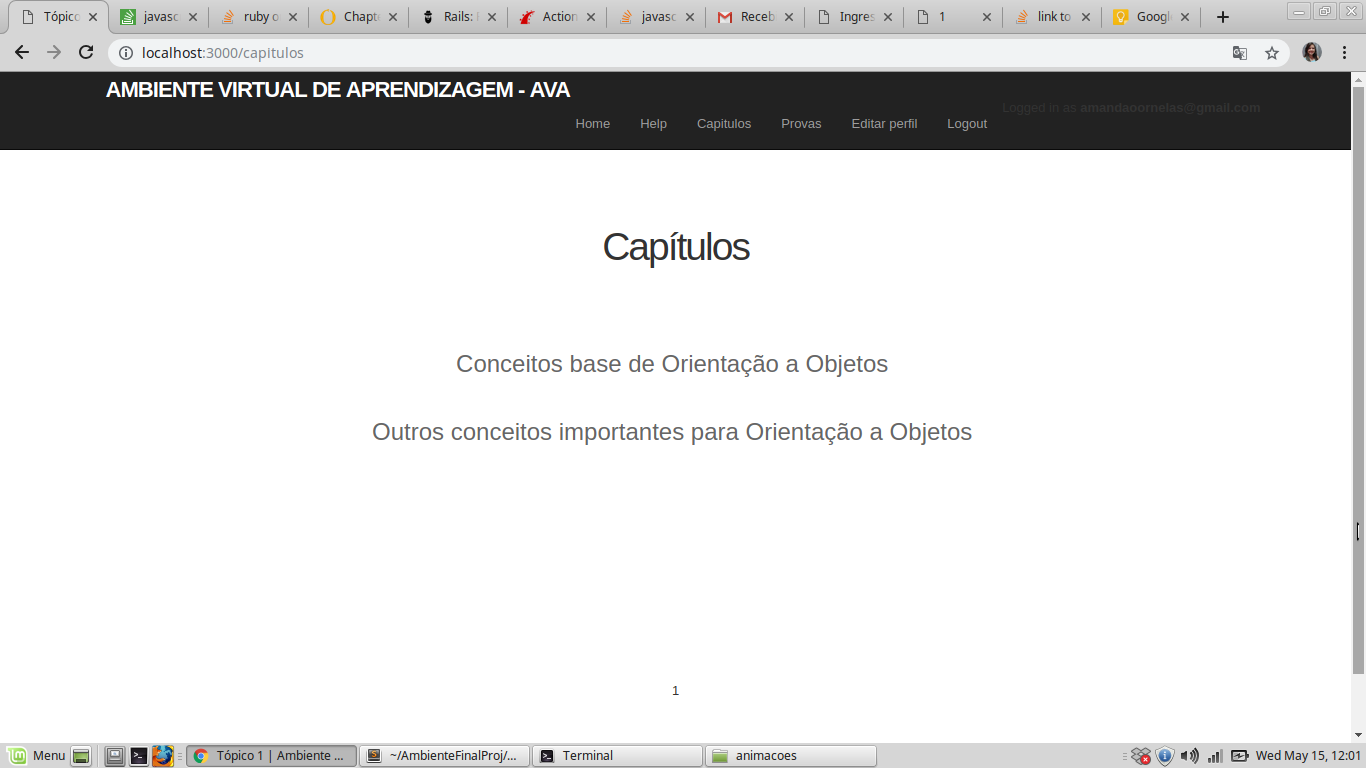 Tópico
javasc
ruby o
Chapt
Rails:
Action
javasc
Receb
Ingres
1
link to
Googl
localhost:3000/capitulos
AMBIENTE VIRTUAL DE APRENDIZAGEM - AVA
Logged in as amandaoornelas@gmail.com
Home Help Capitulos Provas Editar perfil Logout
Capítulos
Conceitos base de Orientação a Objetos
Outros conceitos importantes para Orientação a Objetos
1
Menu
Tópico 1 | Ambiente ...
~/AmbienteFinalProj/...
Terminal
animacoes
Wed May 15, 12:01